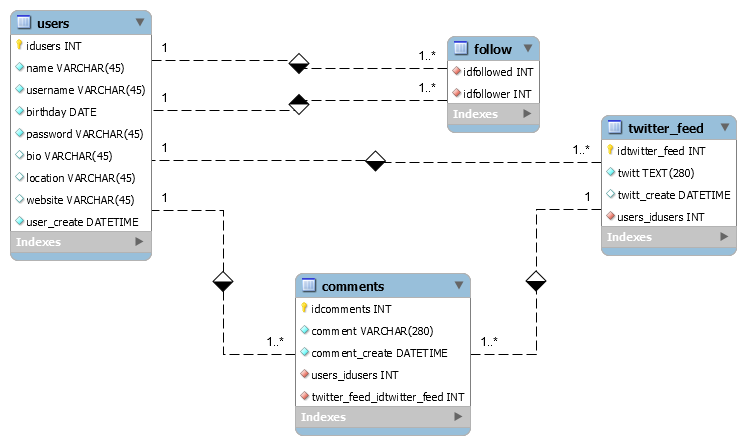 users
idusers INT
name VARCHAR(45)
username VARCHAR(45)
birthday DATE
password VARCHAR(45)
bio VARCHAR(45)
location VARCHAR(45)
website VARCHAR(45)
user_create DATETIME
Indexes
1
1..*
1
1..*
1
1..*
1
1..*
1
1..*
follow
idfollowed INT
idfollower INT
Indexes
twitter_feed
idtwitter_feed INT
twitt TEXT(280)
twitt_create DATETIME
users_idusers INT
Indexes
comments
idcomments INT
comment VARCHAR(280)
comment_create DATETIME
users_idusers INT
twitter_feed_idtwitter_feed INT
Indexes